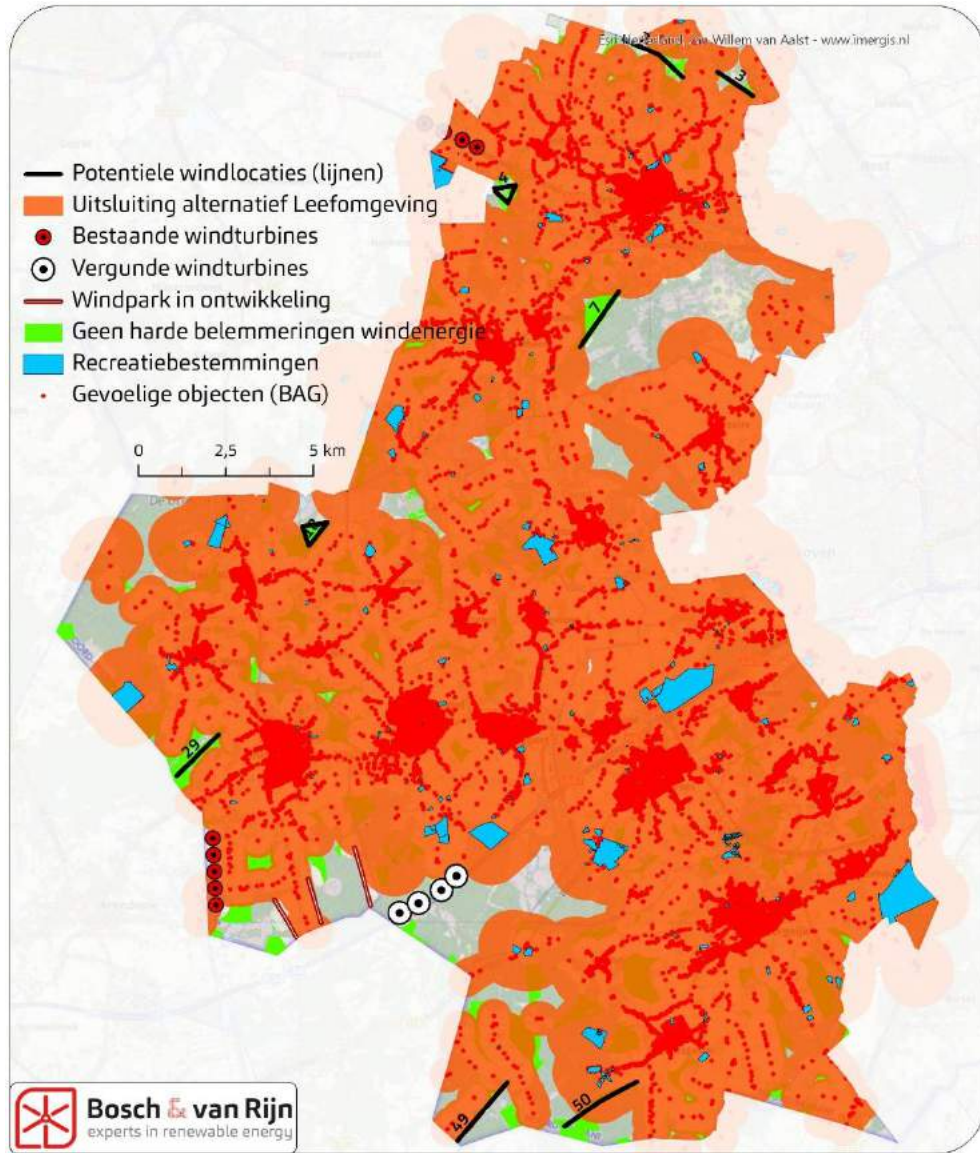 Esri Nederland, Jan Willem van Aalst - www.imergis.nl
3
4
7
Potentiele windlocaties (lijnen)
Uitsluiting alternatief Leefomgeving
Bestaande windturbines
Vergunde windturbines
Windpark in ontwikkeling
Geen harde belemmeringen windenergie
Recreatiebestemmingen
Gevoelige objecten (BAG)
0 2,5 5 km
29
49
50
Bosch & van Rijn
experts in renewable energy